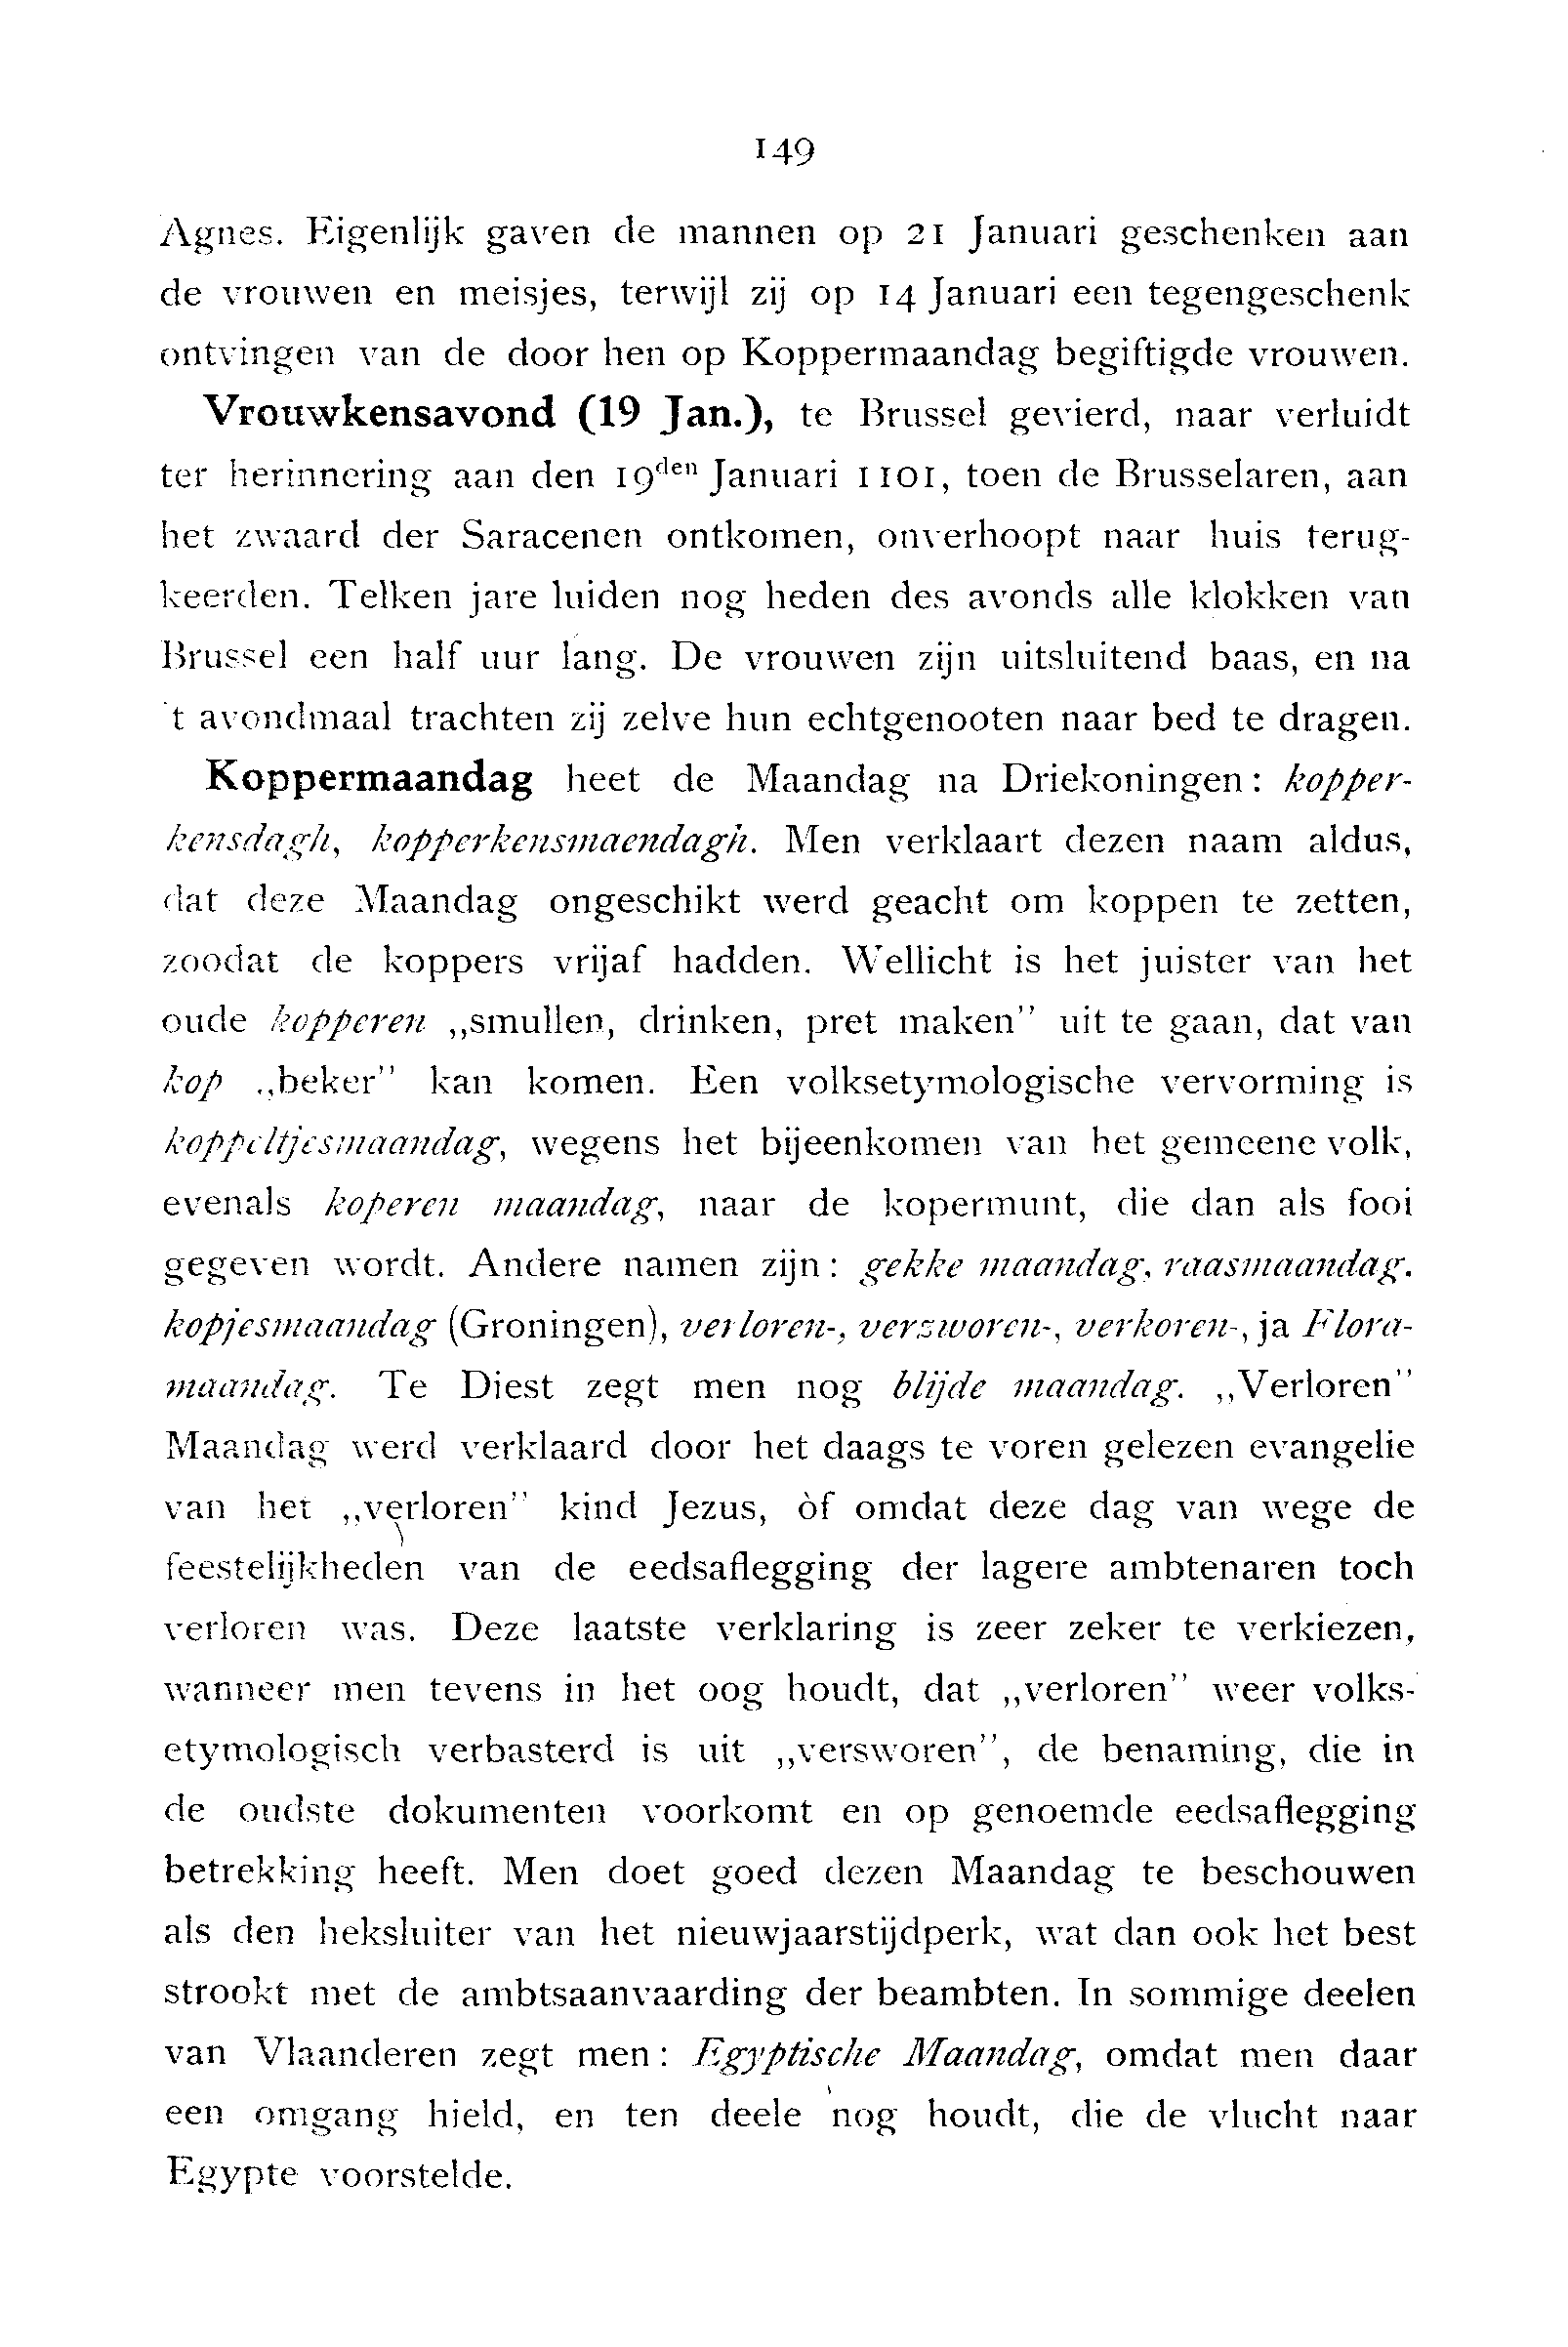 149
Agnes. Eigenlijk gaven de mannen op 21 Januari geschenken aan
de vrouwen en meisjes, terwijl zij op 14 Januari een tegengeschenk
ontvingen van de door hen op Koppermaandag begiftigde vrouwen.
Vrouwkensavond (19 Jan.), te Brussel gevierd, naar verluidt
ter herinnering aan den 19den Januari 1101, toen de Brusselaren, aan
het zwaard der Saracenen ontkomen, onverhoopt naar huis terug-
keerden. Telken jare luiden nog heden des avonds alle klokken van
Brussel een half uur lang. De vrouwen zijn uitsluitend baas, en na
't avondmaal trachten zij zelve hun echtgenooten naar bed te dragen.
Koppermaandag heet de Maandag na Driekoningen: kopper-
kensdagh, kopperkensmaendagh. Men verklaart dezen naam aldus,
dat deze Maandag ongeschikt werd geacht om koppen te zetten,
zoodat de koppers vrijaf hadden. Wellicht is het juister van het
oude kopperen „smullen, drinken, pret maken” uit te gaan, dat van
kop „beker” kan komen. Een volksetymologische vervorming is
koppeltjesmaandag, wegens het bijeenkomen van het gemeene volk,
evenals koperen maandag, naar de kopermunt, die dan als fooi
gegeven wordt. Andere namen zijn: gekke maandag, raasmaandag.
kopjesmaandag (Groningen), verloren-, verzworen-, verkoren-, ja Flora-
maandag. Te Diest zegt men nog blijde maandag. „Verloren”
Maandag werd verklaard door het daags te voren gelezen evangelie
van het „verloren” kind Jezus, òf omdat deze dag van wege de
feestelijkheden van de eedsaflegging der lagere ambtenaren toch
verloren was. Deze laatste verklaring is zeer zeker te verkiezen,
wanneer men tevens in het oog houdt, dat „verloren” weer volks-
etymologisch verbasterd is uit „versworen”, de benaming, die in
de oudste dokumenten voorkomt en op genoemde eedsaflegging
betrekking heeft. Men doet goed dezen Maandag te beschouwen
als den heksluiter van het nieuwjaarstijdperk, wat dan ook het best
strookt met de ambtsaanvaarding der beambten. In sommige deelen
van Vlaanderen zegt men: Egyptische Maandag, omdat men daar
een omgang hield, en ten deele nog houdt, die de vlucht naar
Egypte voorstelde.